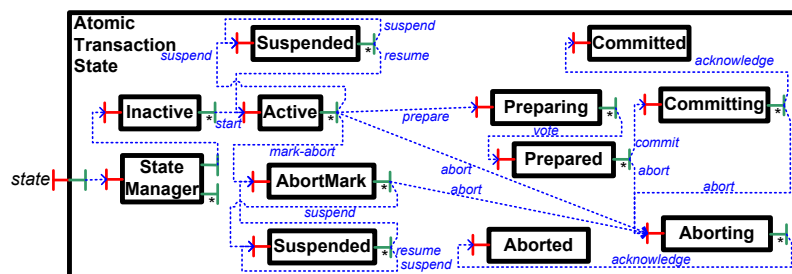 Atomic
Transaction
State
suspend
Suspended
*
suspend
resume
Committed
acknowledge
Inactive
*
start
Active
*
prepare
Preparing
*
vote
Committing
*
mark-abort
Prepared
*
commit
abort
state
State
Manager
*
AbortMark
*
abort
abort
abort
suspend
Suspended
*
resume
suspend
Aborted
acknowledge
Aborting
*